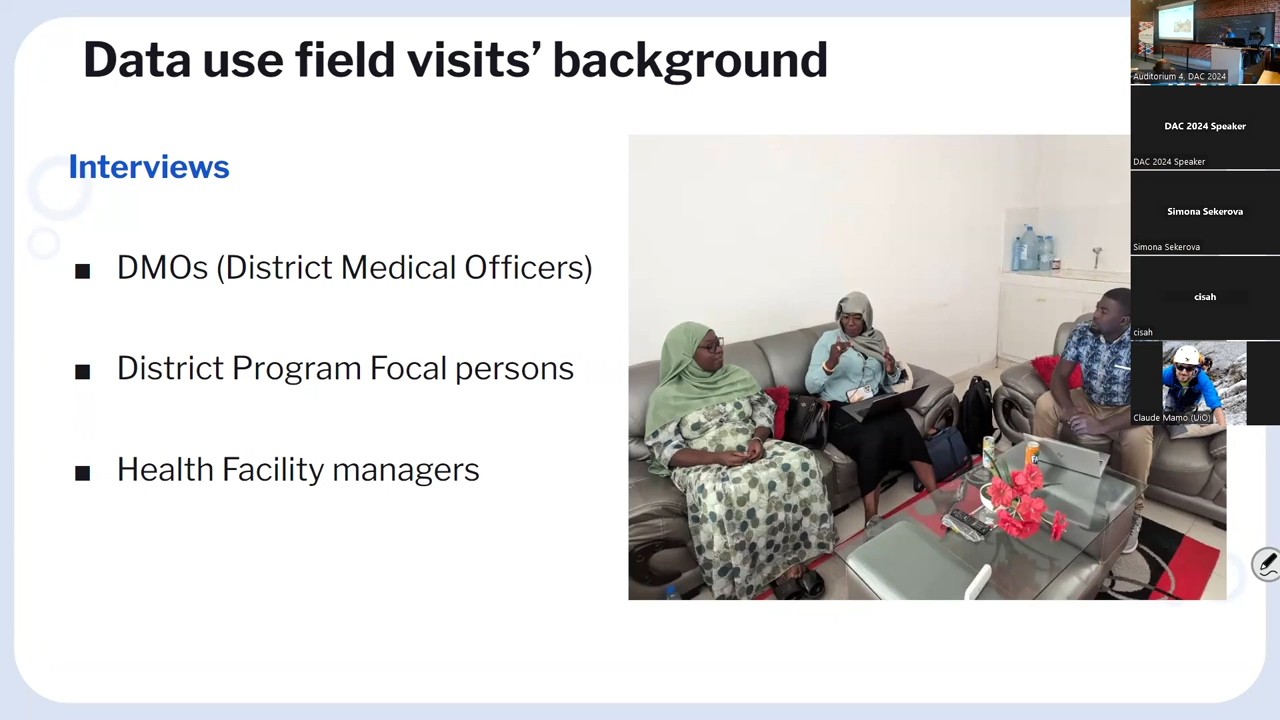 Data use field visits’ background
Interviews
■ DMOs (District Medical Officers)
■ District Program Focal persons
■ Health Facility managers
Auditorium 4, DAC 2024
DAC 2024 Speaker
DAC 2024 Speaker
Simona Sekerova
Simona Sekerova
cisah
cisah
Claude Mamo (UiO)